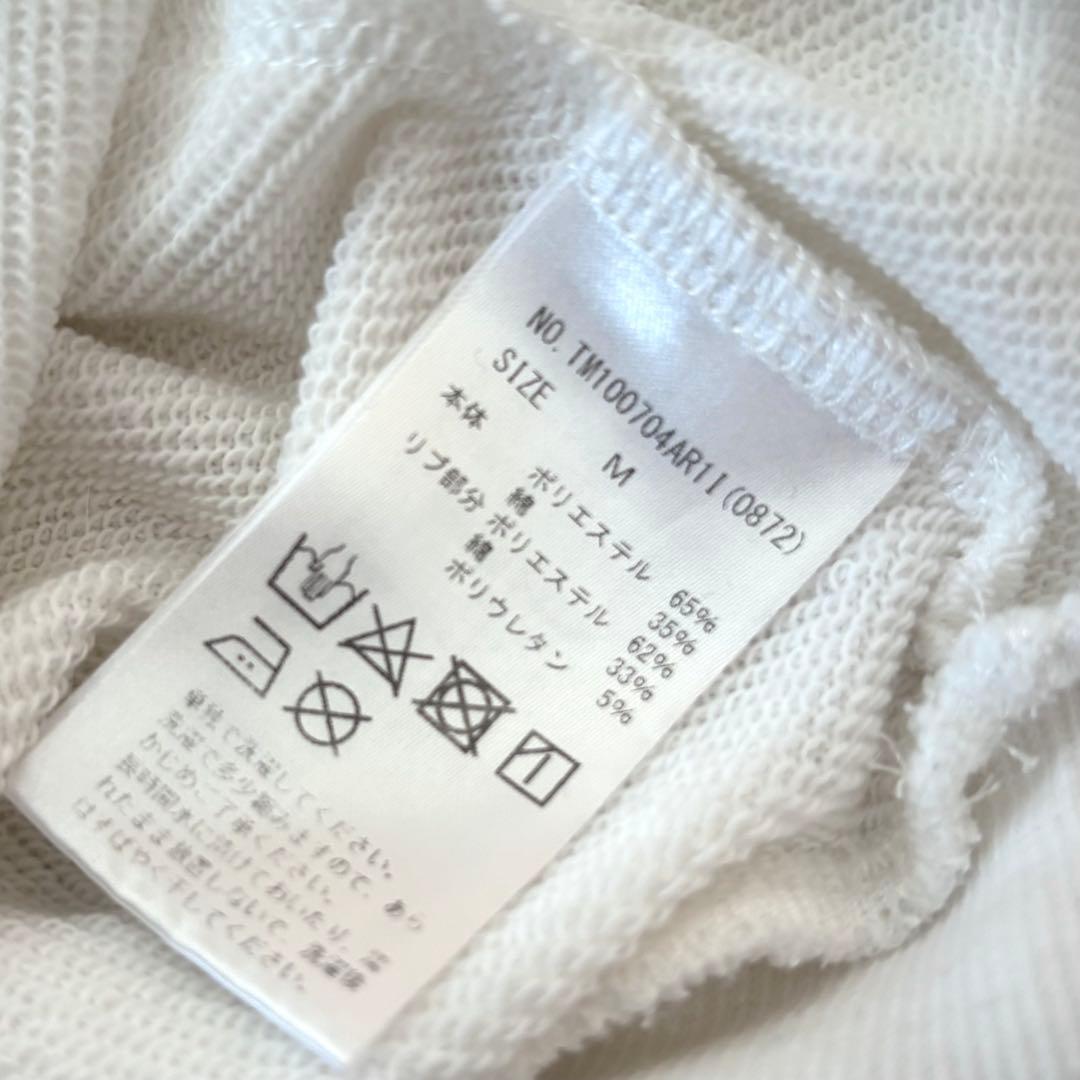 NO. TM100704AR1I(0872)
SIZE M
本体 ポリエステル 65%
綿 35%
リブ部分 ポリエステル 62%
綿 33%
ポリウレタン 5%
単独で洗濯してください。
洗濯で多少縮みますので、あら
かじめご了承ください。
長時間水に漬けておいたり、濡
れたまま放置しないで、洗濯後
はすばやく干してください。